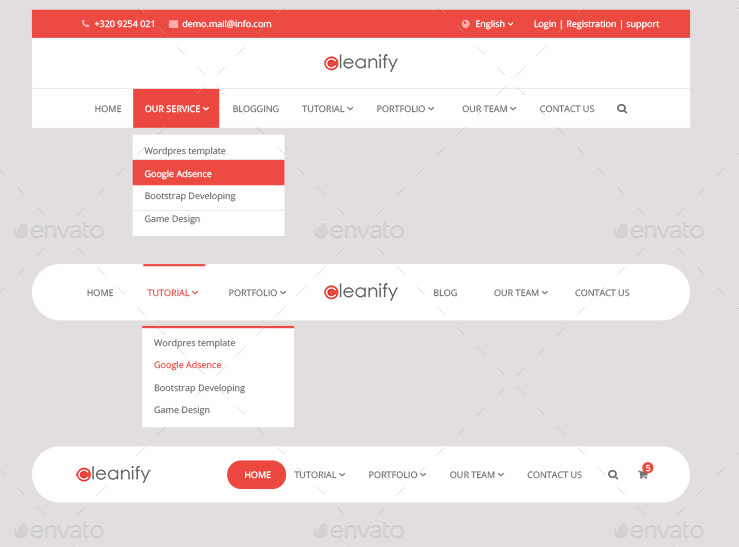 +320 9254 021 demo.mail@info.com English Login | Registration | support
cleanify
HOME OUR SERVICE BLOGGING TUTORIAL PORTFOLIO OUR TEAM CONTACT US
Wordpres template
Google Adsence
Bootstrap Developing
Game Design
envato envato envato
HOME TUTORIAL PORTFOLIO cleanify BLOG OUR TEAM CONTACT US
Wordpres template
Google Adsence
Bootstrap Developing
Game Design
cleanify HOME TUTORIAL PORTFOLIO OUR TEAM CONTACT US 5
envato envato envato